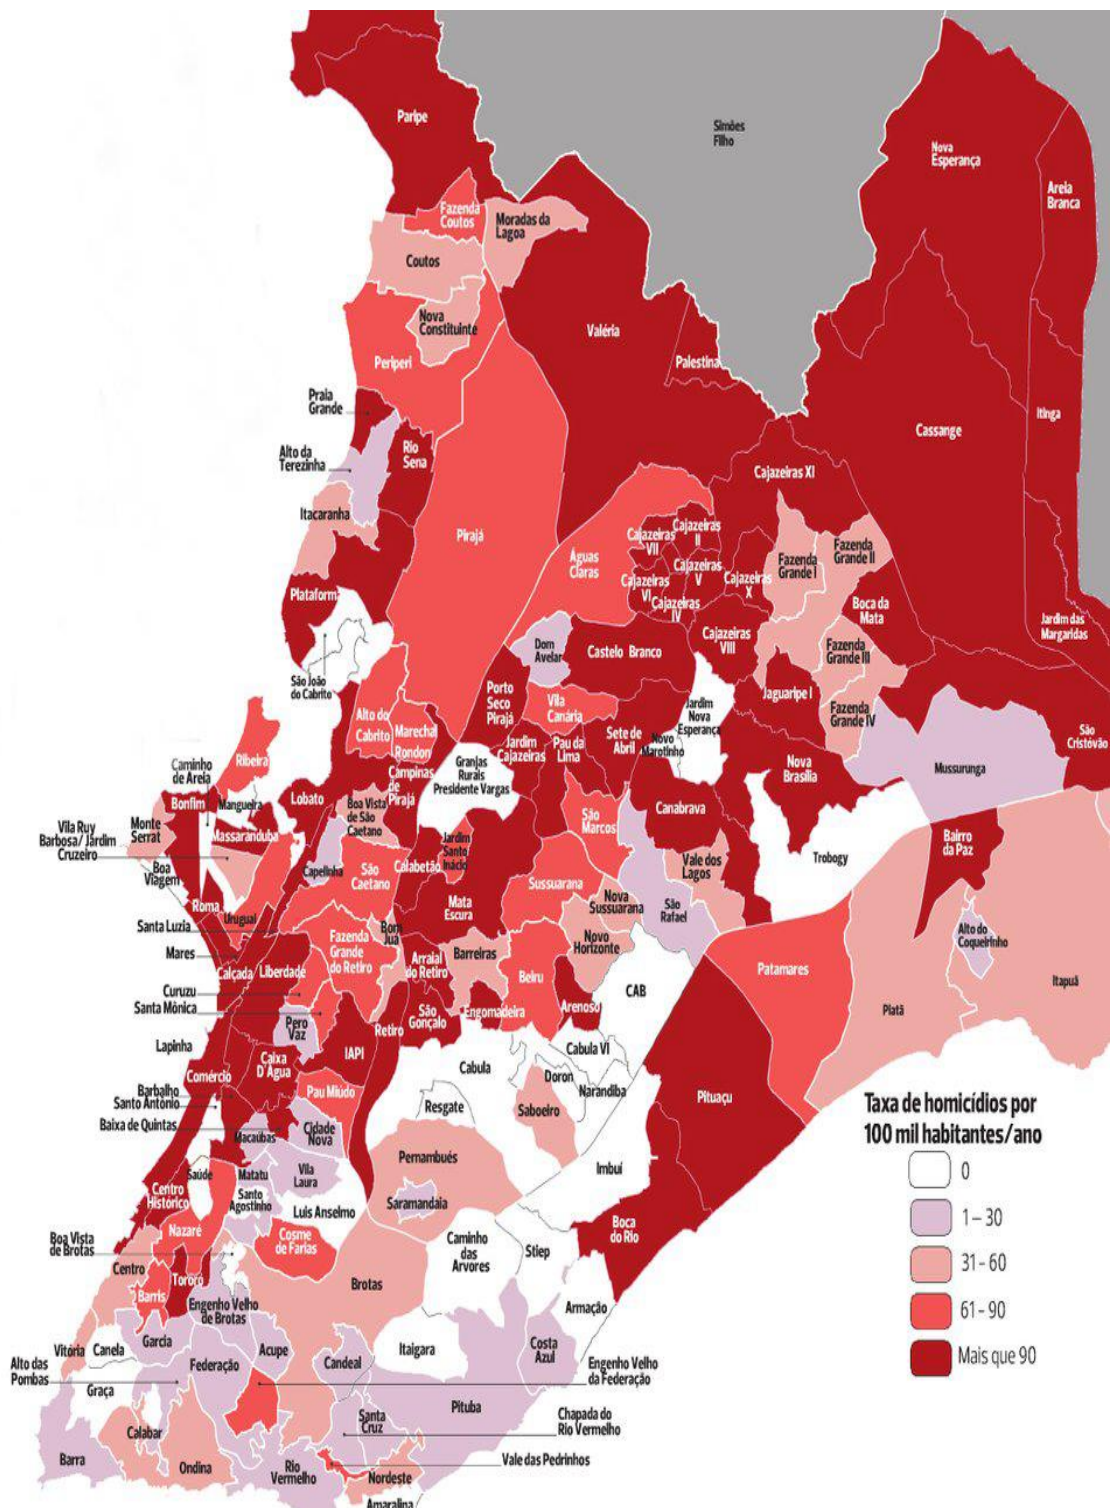 Paripe
Simões
Filho
Nova
Esperança
Areia
Branca
Fazenda
Coutos
Moradas da
Lagoa
Coutos
Nova
Constituinte
Valéria
Palestina
Periperi
Praia
Grande
Rio
Sena
Alto da
Terezinha
Itacaranha
Cassange
Itinga
Cajazeiras XI
Pirajá
Águas
Claras
Cajazeiras
VII
Cajazeiras
II
Cajazeiras
V
Cajazeiras
VI
Cajazeiras
IV
Cajazeiras
X
Fazenda
Grande I
Fazenda
Grande II
Boca da
Mata
Jardim das
Margaridas
Plataform
São João
do Cabrito
Dom
Avelar
Castelo Branco
Cajazeiras
VIII
Fazenda
Grande III
Jaguaripe I
Fazenda
Grande IV
Porto
Seco
Pirajá
Vila
Canária
Jardim
Nova
Esperança
Alto do
Cabrito
Marechal
Rondon
Jardim
Cajazeiras
Pau da
Lima
Sete de
Abril
Novo
Marotinho
Nova
Brasília
Mussurunga
São
Cristóvão
Ribeira
Caminho
de Areia
Granjas
Rurais
Presidente Vargas
Campinas
de
Pirajá
Bonfim
Mangueira
Lobato
Boa Vista
de São
Caetano
Monte
Serrat
Massaranduba
Vila Ruy
Barbosa/Jardim
Cruzeiro
Boa
Viagem
Jardim
Santo
Inácio
São
Marcos
Canabrava
Trobogy
Bairro
da Paz
Capelinha
São
Caetano
Calabetão
Vale dos
Lagos
Roma
Uruguai
Mata
Escura
Sussuarana
Nova
Sussuarana
São
Rafael
Santa Luzia
Mares
Calçada
Liberdade
Fazenda
Grande
do Retiro
Bom
Juá
Arraial
do Retiro
Barreiras
Novo
Horizonte
Alto do
Coqueirinho
Patamares
Itapuã
Curuzu
Santa Mônica
Beiru
CAB
Arenoso
Engomadeira
São
Gonçalo
Retiro
Piatã
Pero
Vaz
IAPI
Lapinha
Caixa
D'Agua
Comércio
Barbalho
Santo Antônio
Baixa de Quintas
Cabula
Cabula VI
Doron
Narandiba
Pau Miúdo
Resgate
Saboeiro
Pituaçu
Taxa de homicídios por
100 mil habitantes/ano
0
1–30
31–60
61–90
Mais que 90
Macaúbas
Cidade
Nova
Pernambués
Imbuí
Saúde
Matatu
Vila
Laura
Santo
Agostinho
Centro
Histórico
Luis Anselmo
Saramandaia
Boca
do Rio
Nazaré
Cosme
de Farias
Boa Vista
de Brotas
Caminho
das
Arvores
Stiep
Centro
Tororó
Barris
Brotas
Engenho Velho
de Brotas
Armação
Garcia
Vitória
Canela
Acupe
Candeal
Itaigara
Costa
Azul
Federação
Alto das
Pombas
Graça
Engenho Velho
da Federação
Pituba
Chapada do
Rio Vermelho
Santa
Cruz
Calabar
Barra
Ondina
Rio
Vermelho
Vale das Pedrinhos
Nordeste
Amaralina